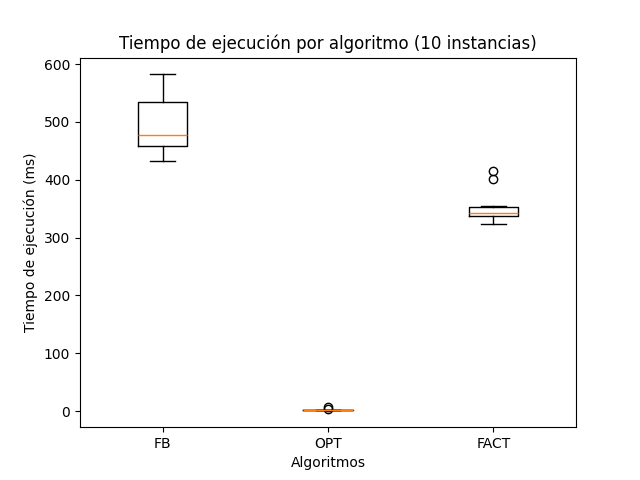 Tiempo de ejecución por algoritmo (10 instancias)
Tiempo de ejecución (ms)
600
500
400
300
200
100
0
FB OPT FACT
Algoritmos